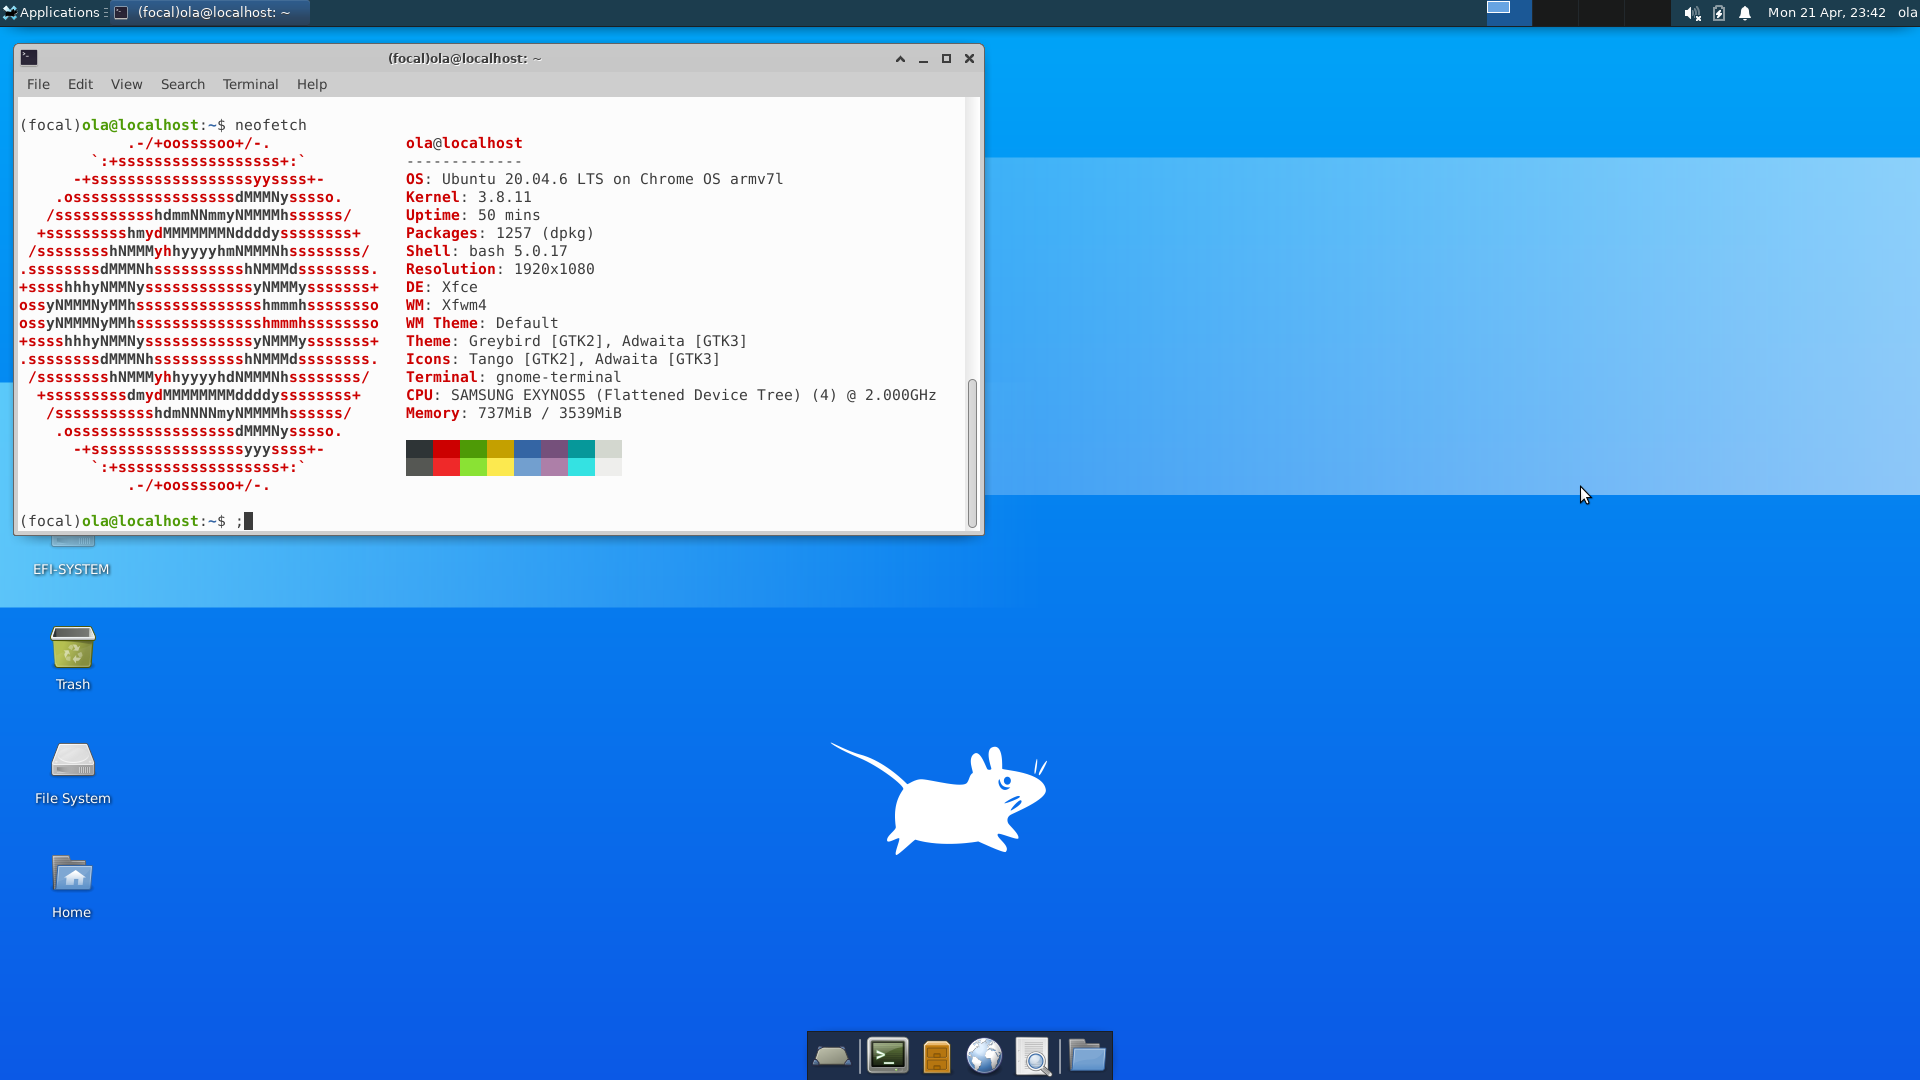 Applications
(focal)ola@localhost: ~
Mon 21 Apr, 23:42
ola
(focal)ola@localhost: ~
File Edit View Search Terminal Help
(focal)ola@localhost:~$ neofetch
.-/+oossssoo+/-. ola@localhost
`:+ssssssssssssssssss+:` -------------
-+ssssssssssssssssssyyssss+- OS: Ubuntu 20.04.6 LTS on Chrome OS armv7l
.ossssssssssssssssssdMMMNysssso. Kernel: 3.8.11
/ssssssssssshdmmNNmmyNMMMMhssssss/ Uptime: 50 mins
+ssssssssshmydMMMMMMMNddddyssssssss+ Packages: 1257 (dpkg)
/sssssssshNMMMyhhyyyyhmNMMMNhssssssss/ Shell: bash 5.0.17
.ssssssssdMMMNhsssssssssshNMMMdssssssss. Resolution: 1920x1080
+sssshhhyNMMNyssssssssssssyNMMMysssssss+ DE: Xfce
ossyNMMMNyMMhsssssssssssssshmmmhssssssso WM: Xfwm4
ossyNMMMNyMMhsssssssssssssshmmmhssssssso WM Theme: Default
+sssshhhyNMMNyssssssssssssyNMMMysssssss+ Theme: Greybird [GTK2], Adwaita [GTK3]
.ssssssssdMMMNhsssssssssshNMMMdssssssss. Icons: Tango [GTK2], Adwaita [GTK3]
/sssssssshNMMMyhhyyyyhdNMMMNhssssssss/ Terminal: gnome-terminal
+sssssssssdmydMMMMMMMMddddyssssssss+ CPU: SAMSUNG EXYNOS5 (Flattened Device Tree) (4) @ 2.000GHz
/ssssssssssshdmNNNNmyNMMMMhssssss/ Memory: 737MiB / 3539MiB
.ossssssssssssssssssdMMMNysssso.
-+sssssssssssssssssyyyssss+-
`:+ssssssssssssssssss+:`
.-/+oossssoo+/-.
(focal)ola@localhost:~$ ;
EFI-SYSTEM
Trash
File System
Home